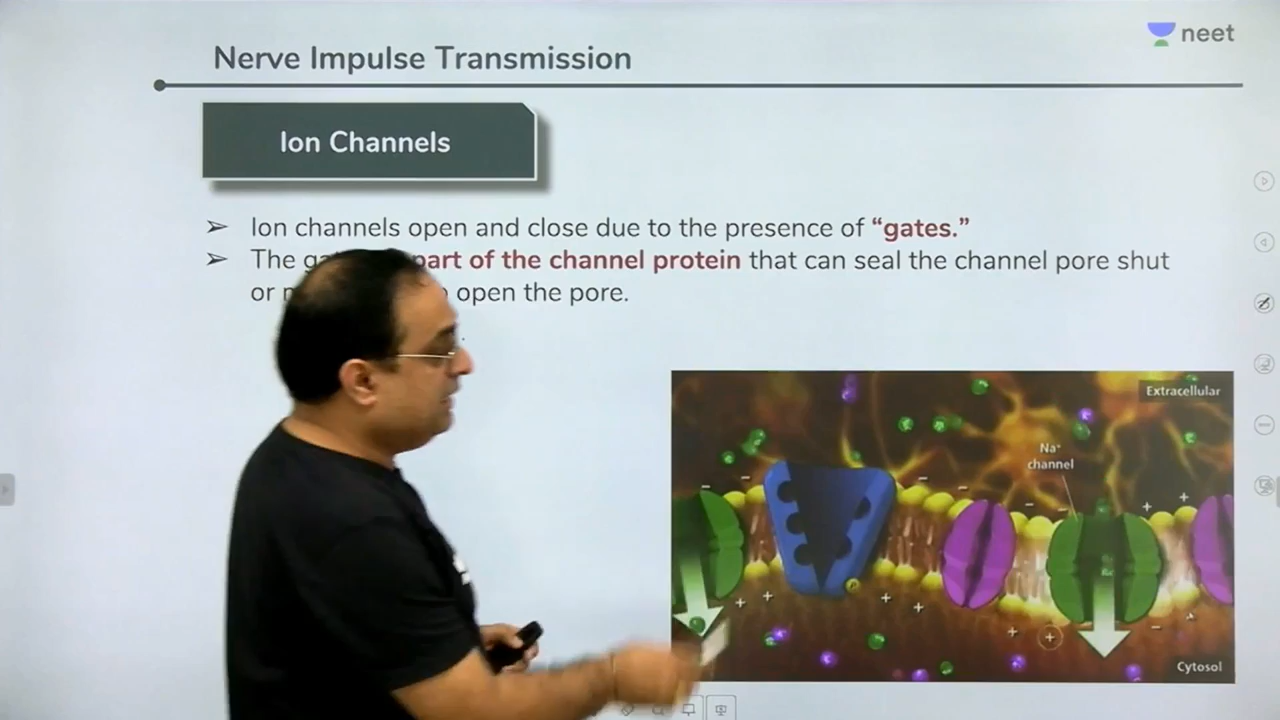 neet
Nerve Impulse Transmission
Ion Channels
➢ Ion channels open and close due to the presence of “gates.”
➢ The part of the channel protein that can seal the channel pore shut
or open the pore.
Extracellular
Na⁺
channel
Cytosol